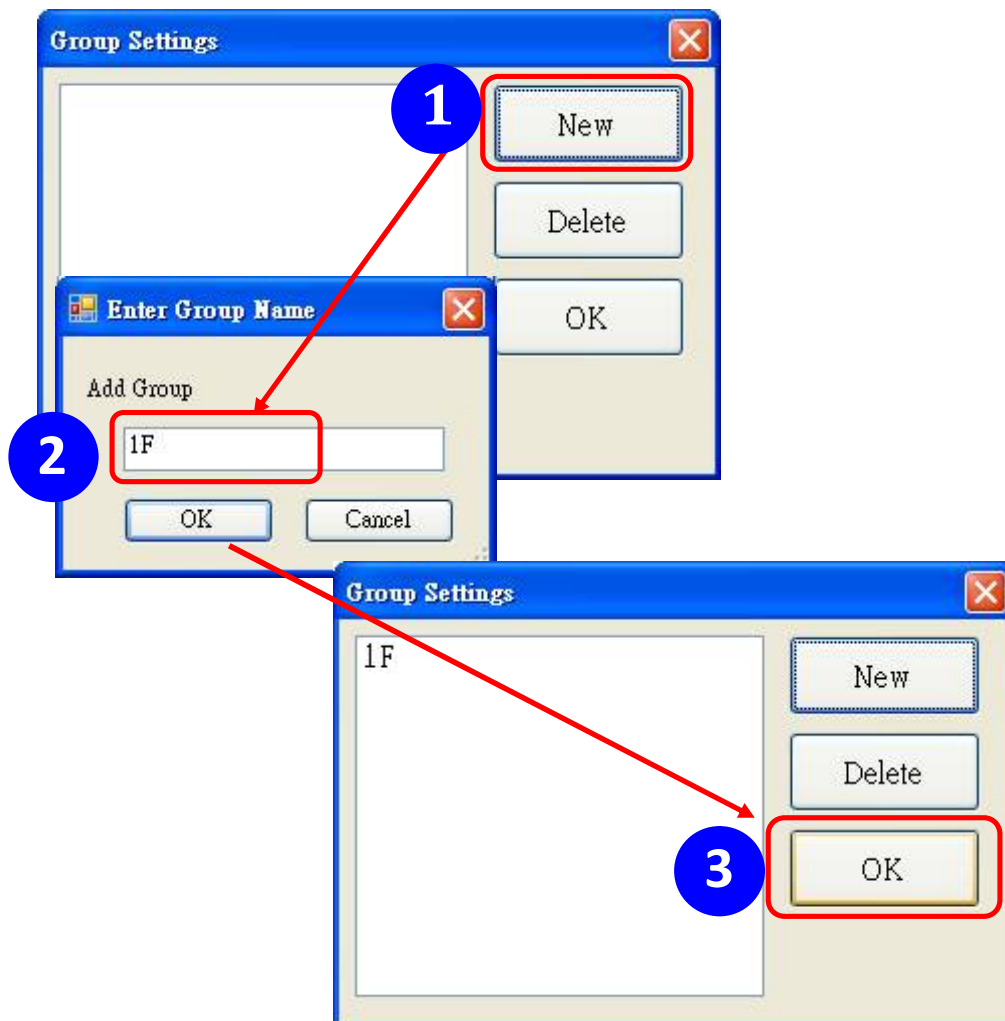 Group Settings
1
New
Delete
OK
Enter Group Name
Add Group
2
1F
OK
Cancel
Group Settings
1F
New
Delete
3
OK